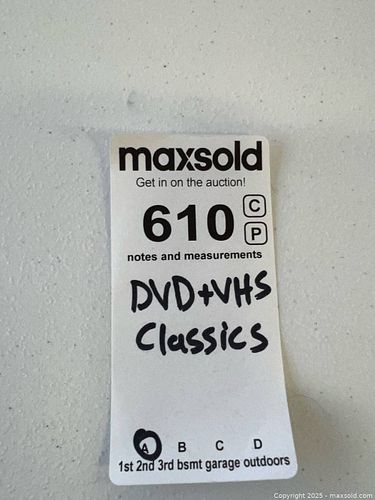 maxsold
Get in on the auction!
610 C
P
notes and measurements
DVD+VHS
Classics
A B C D
1st 2nd 3rd bsmt garage outdoors
Copyright © 2025 - maxsold.com